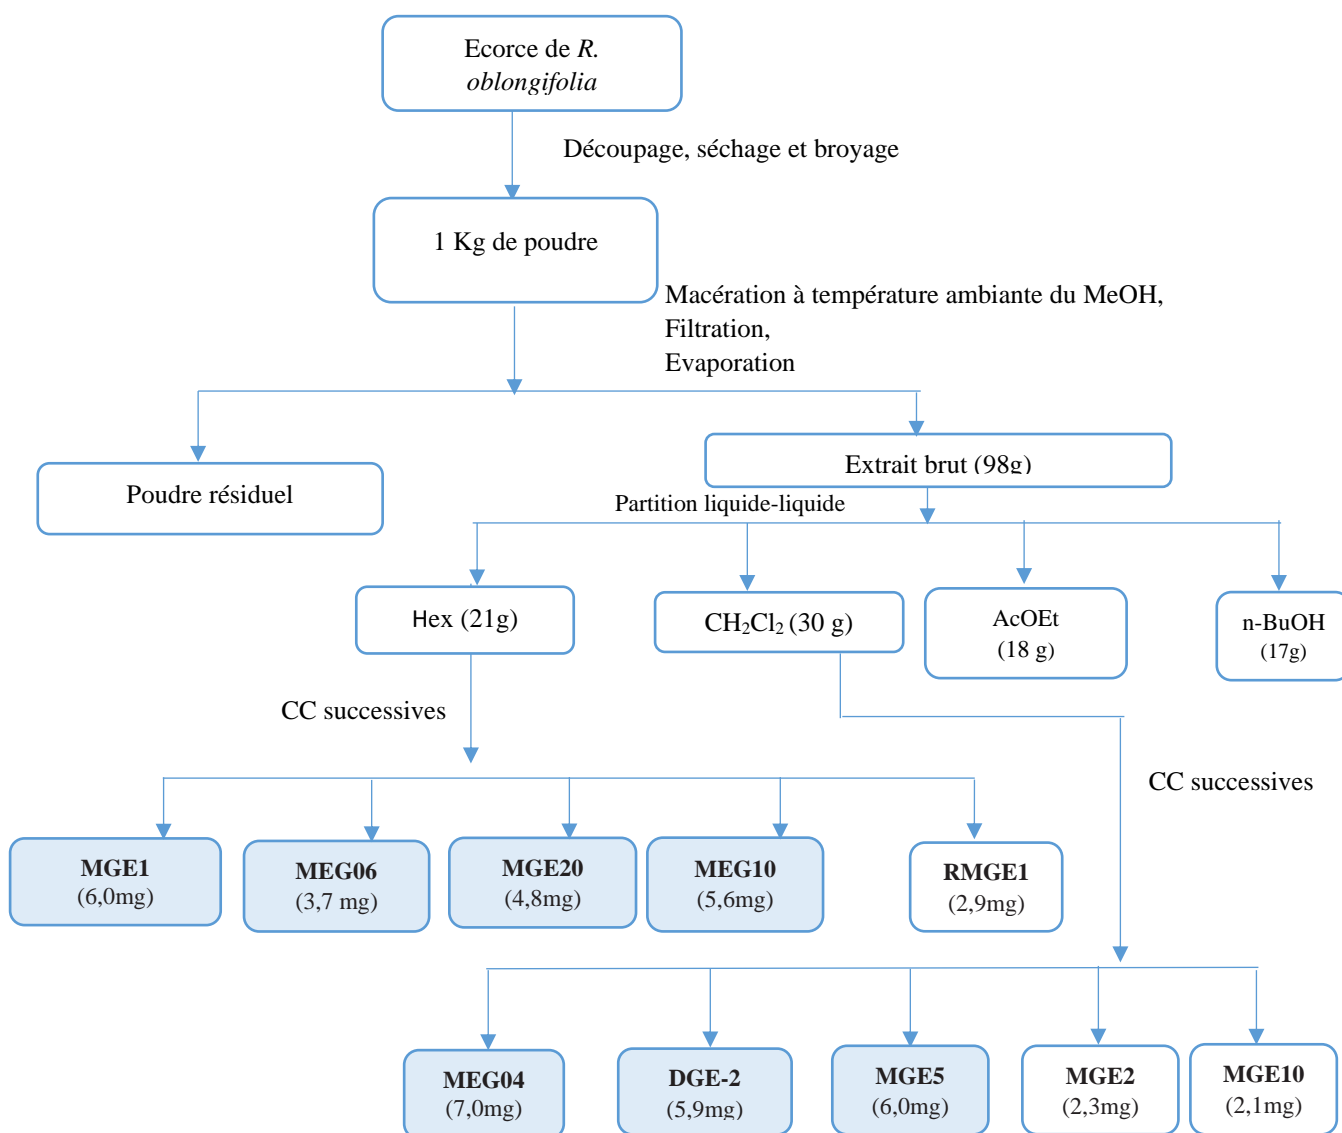 Ecorce de R.
oblongifolia
Découpage, séchage et broyage
1 Kg de poudre
Macération à température ambiante du MeOH,
Filtration,
Evaporation
Extrait brut (98g)
Poudre résiduel
Partition liquide-liquide
Hex (21g)
CH₂Cl₂ (30 g)
AcOEt
(18 g)
n-BuOH
(17g)
CC successives
CC successives
MGE1
(6,0mg)
MEG06
(3,7 mg)
MGE20
(4,8mg)
MEG10
(5,6mg)
RMGE1
(2,9mg)
MEG04
(7,0mg)
DGE-2
(5,9mg)
MGE5
(6,0mg)
MGE2
(2,3mg)
MGE10
(2,1mg)